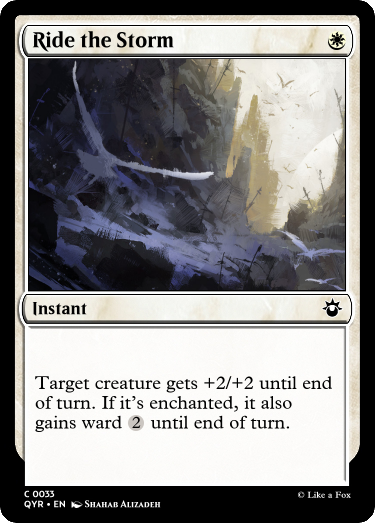 Ride the Storm
Instant
Target creature gets +2/+2 until end
of turn. If it's enchanted, it also
gains ward 2 until end of turn.
C 0033
QYR • EN Shahab Alizadeh
© Like a Fox